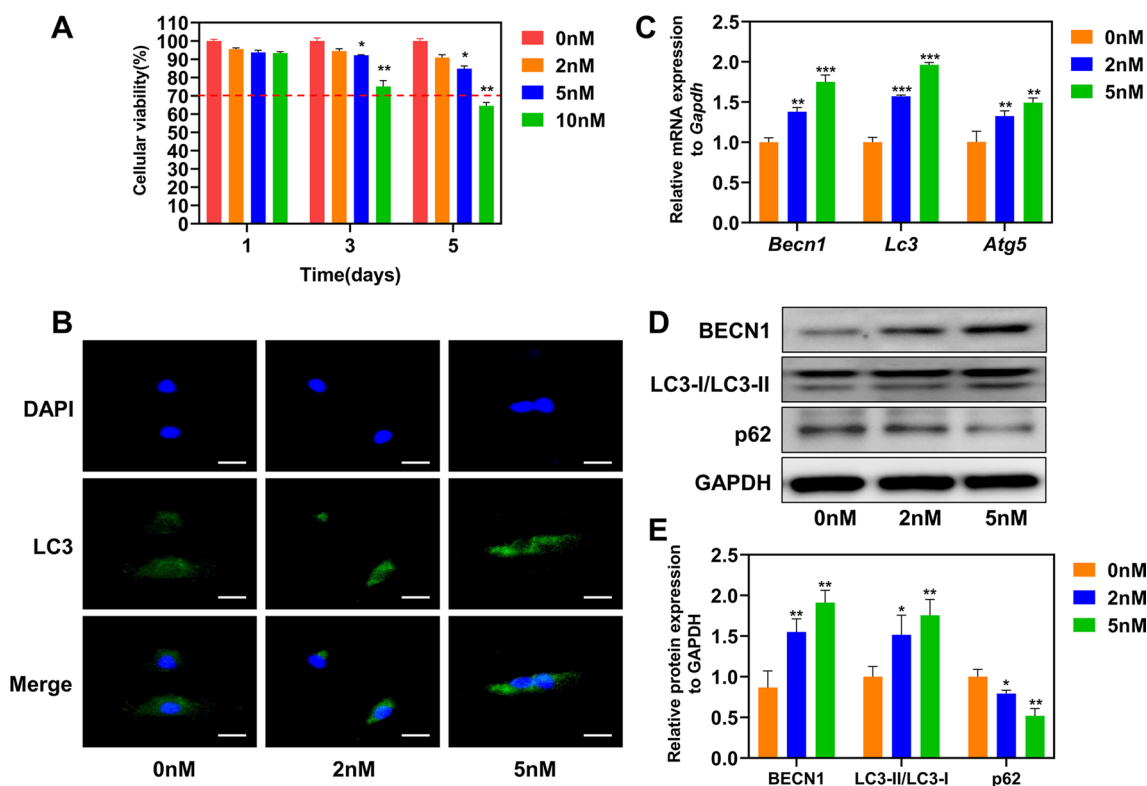 A
Cellular viability(%)
110
100
90
80
70
60
50
40
30
20
10
0
*
**
*
**
1
3
5
Time(days)
0nM
2nM
5nM
10nM
B
DAPI
LC3
Merge
0nM
2nM
5nM
C
Relative mRNA expression
to Gapdh
2.5
2.0
1.5
1.0
0.5
0.0
**
***
***
***
**
**
Becn1
Lc3
Atg5
0nM
2nM
5nM
D
BECN1
LC3-I/LC3-II
p62
GAPDH
0nM
2nM
5nM
E
Relative protein expression
to GAPDH
2.5
2.0
1.5
1.0
0.5
0.0
**
**
*
**
*
**
BECN1
LC3-II/LC3-I
p62
0nM
2nM
5nM